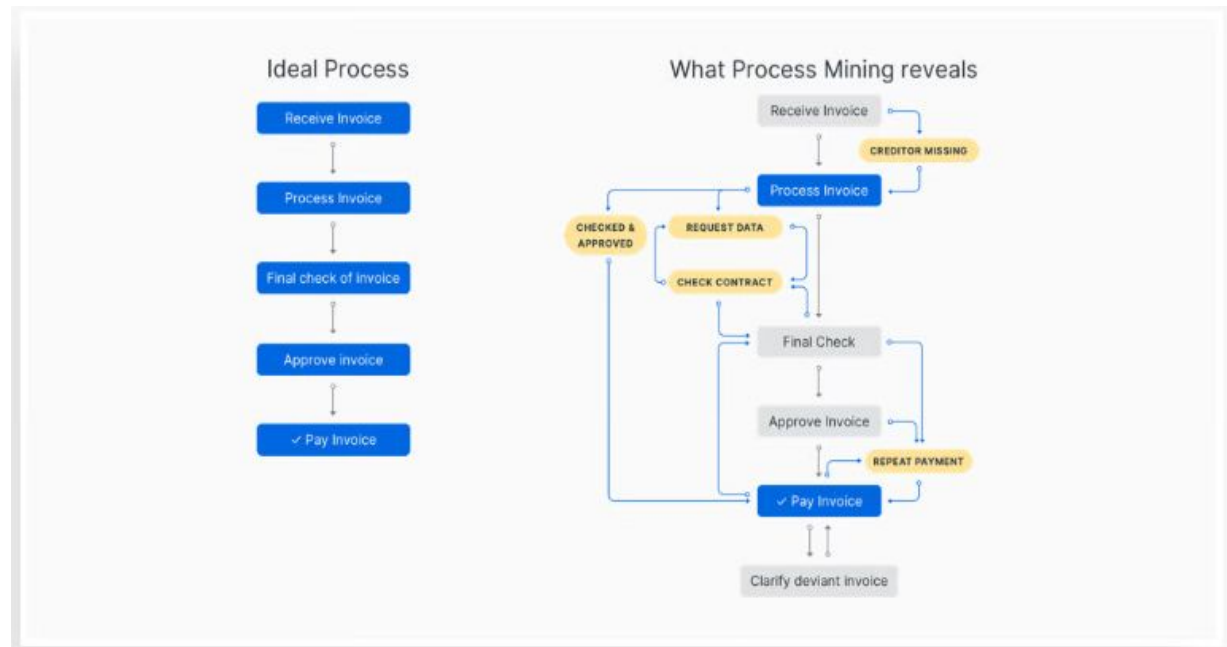 Ideal Process
Receive Invoice
Process Invoice
Final check of invoice
Approve invoice
✓ Pay Invoice
What Process Mining reveals
Receive Invoice
CREDITOR MISSING
Process Invoice
CHECKED &
APPROVED
REQUEST DATA
CHECK CONTRACT
Final Check
Approve Invoice
REPEAT PAYMENT
✓ Pay Invoice
Clarify deviant invoice